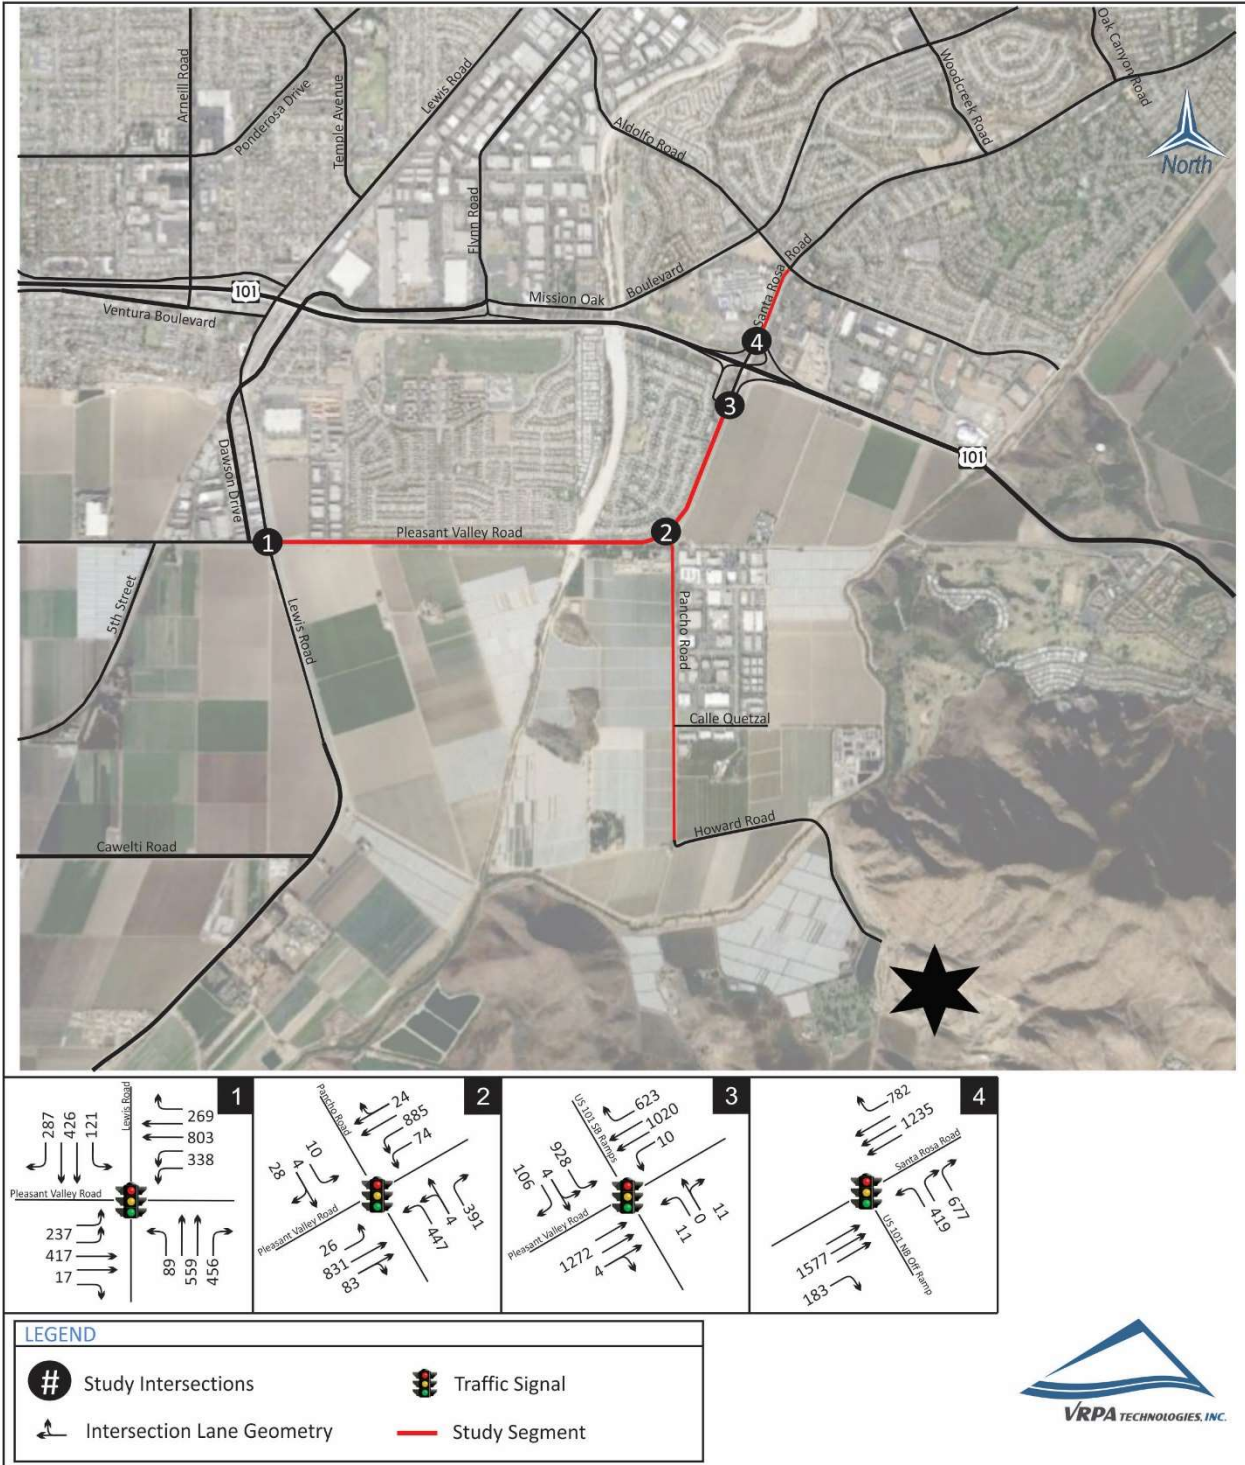 Arneill Road
Ponderosa Drive
Temple Avenue
Lewis Road
Flynn Road
Aldolfo Road
Woodcreek Road
Oak Canyon Road
North
101
Ventura Boulevard
Mission Oak
Boulevard
Santa Rosa Road
4
3
101
Dawson Drive
1
Pleasant Valley Road
2
5th Street
Lewis Road
Pancho Road
Calle Quetzal
Howard Road
Cawelti Road
1
Lewis Road
287
426
121
269
803
338
Pleasant Valley Road
237
417
17
89
559
456
2
Pancho Road
24
885
74
10
4
28
Pleasant Valley Road
26
831
83
447
4
391
3
US 101 SB Ramps
623
1020
10
928
4
106
Pleasant Valley Road
1272
4
11
0
11
4
782
1235
Santa Rosa Road
677
419
1577
183
US 101 NB Off Ramp
LEGEND
# Study Intersections
Traffic Signal
Intersection Lane Geometry
Study Segment
VRPA TECHNOLOGIES, INC.